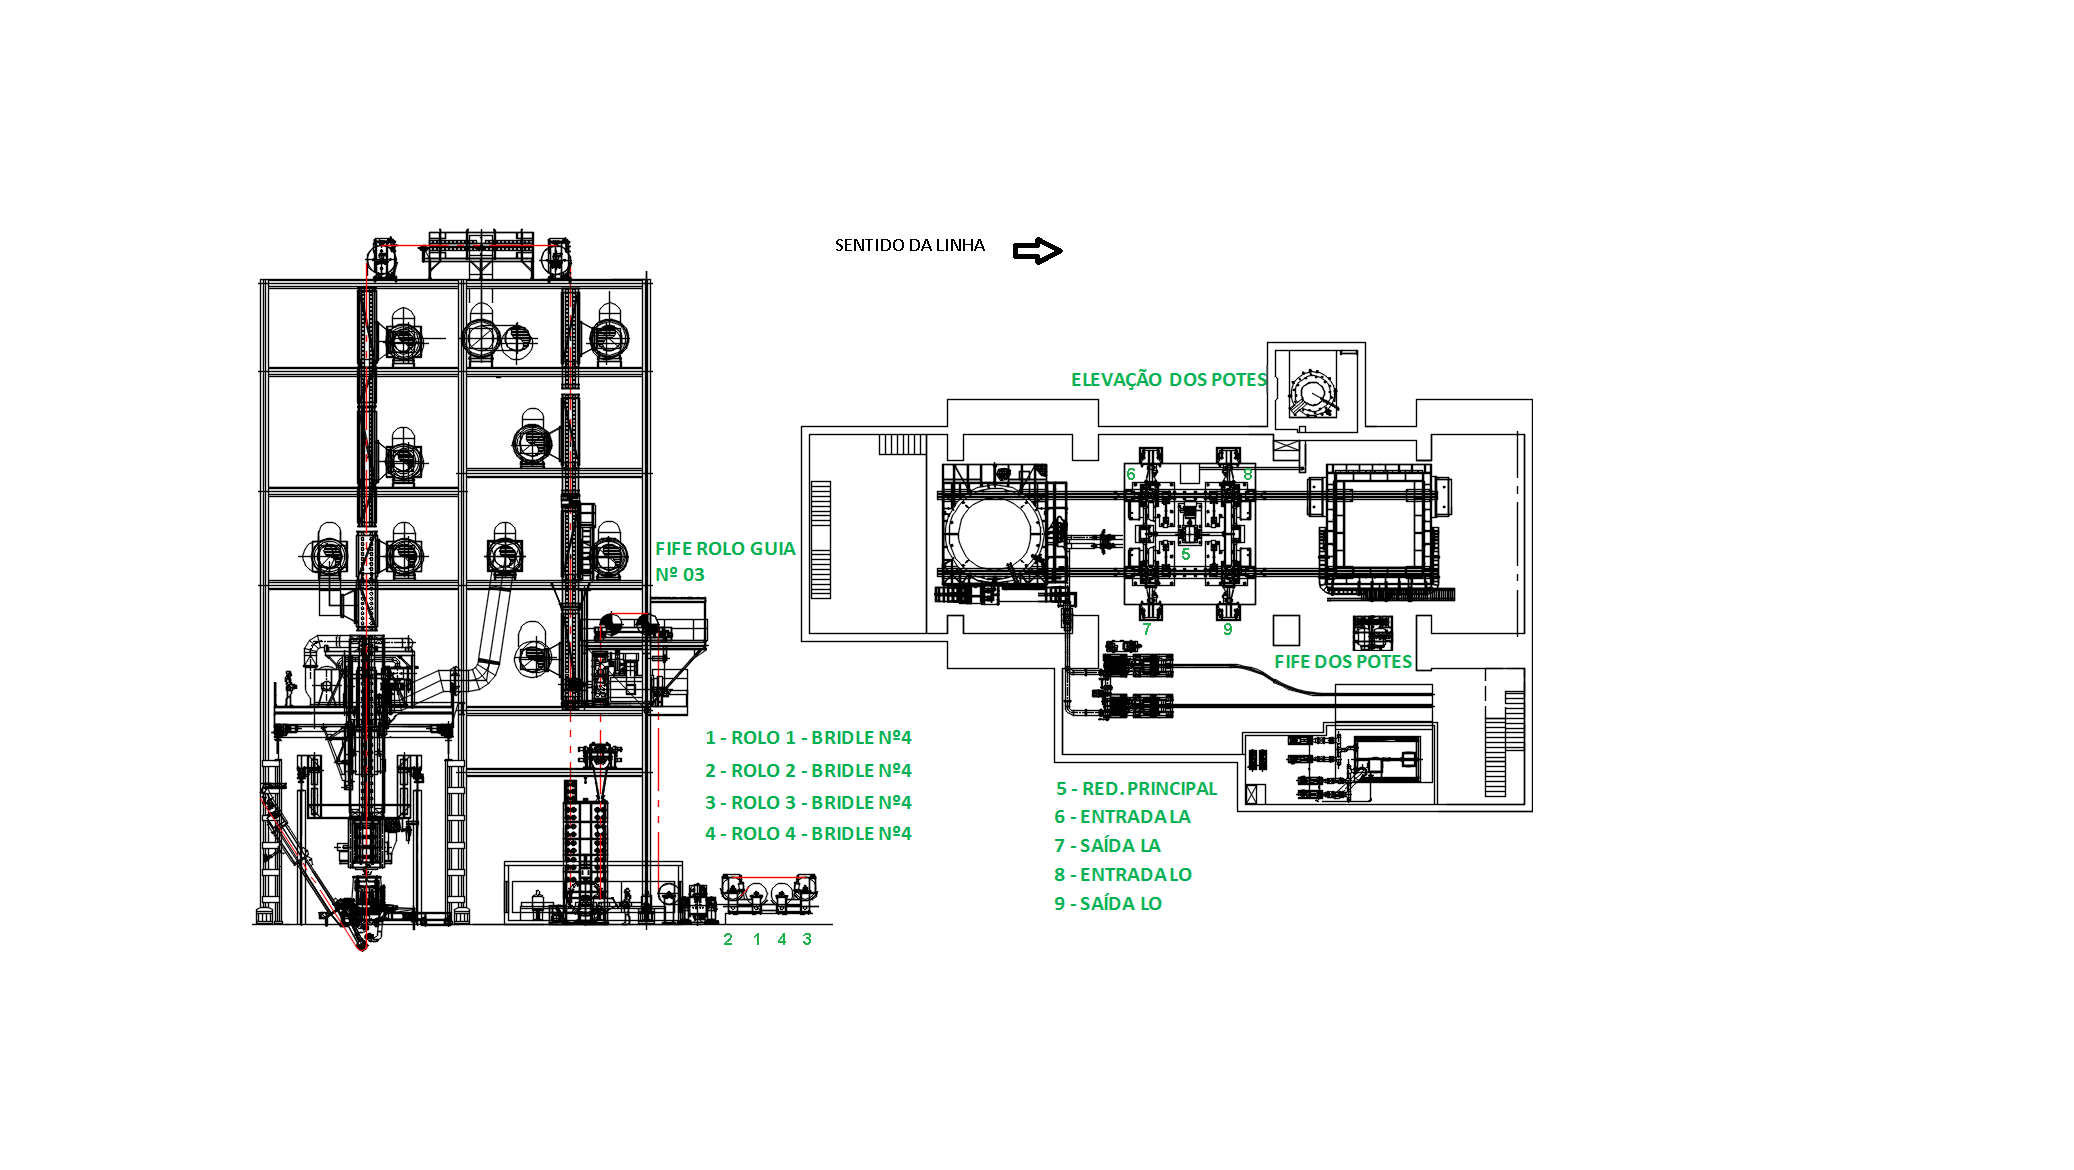 SENTIDO DA LINHA
ELEVAÇÃO DOS POTES
6
8
5
7
9
FIFE ROLO GUIA
Nº 03
FIFE DOS POTES
1 - ROLO 1 - BRIDLE Nº4
2 - ROLO 2 - BRIDLE Nº4
3 - ROLO 3 - BRIDLE Nº4
4 - ROLO 4 - BRIDLE Nº4
5 - RED. PRINCIPAL
6 - ENTRADA LA
7 - SAÍDA LA
8 - ENTRADA LO
9 - SAÍDA LO
2 1 4 3